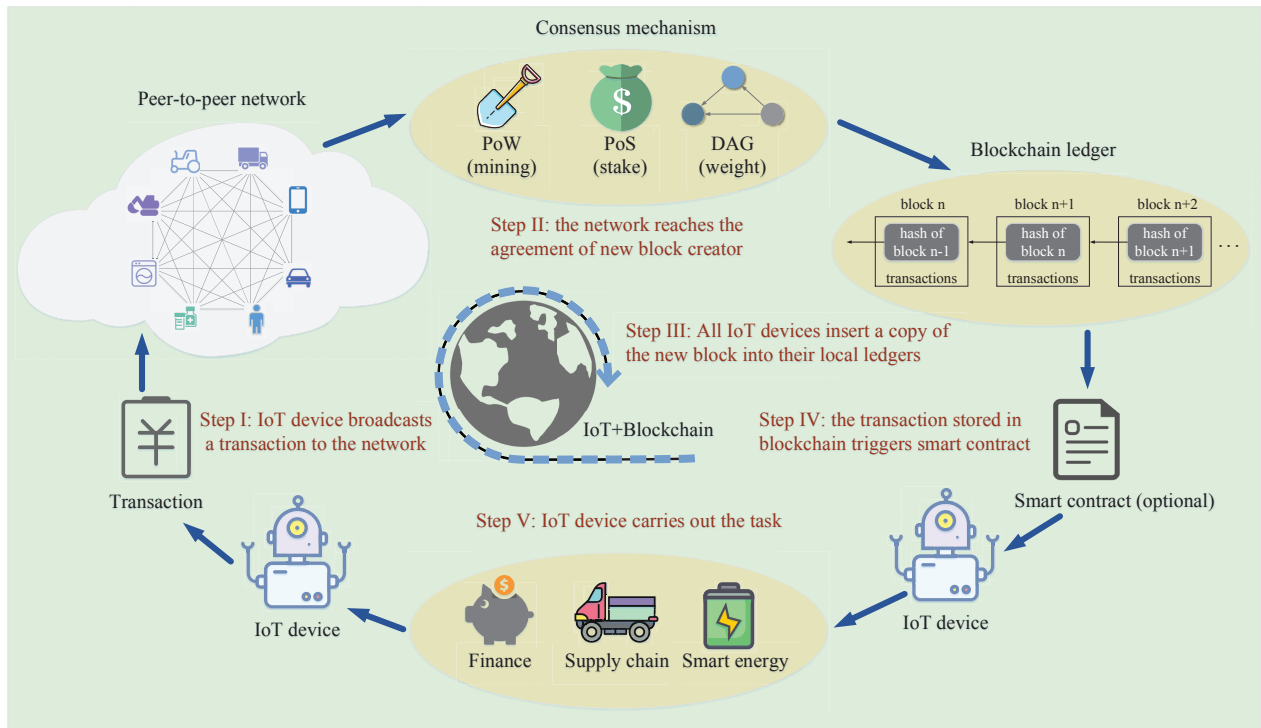 Consensus mechanism
Peer-to-peer network
PoW
(mining)
PoS
(stake)
DAG
(weight)
$
Blockchain ledger
block n
block n+1
block n+2
hash of
block n-1
hash of
block n
hash of
block n+1
...
transactions
transactions
transactions
Step II: the network reaches the
agreement of new block creator
Step III: All IoT devices insert a copy of
the new block into their local ledgers
Step I: IoT device broadcasts
a transaction to the network
IoT+Blockchain
Step IV: the transaction stored in
blockchain triggers smart contract
Transaction
Smart contract (optional)
Step V: IoT device carries out the task
$
IoT device
Finance
Supply chain
Smart energy
IoT device